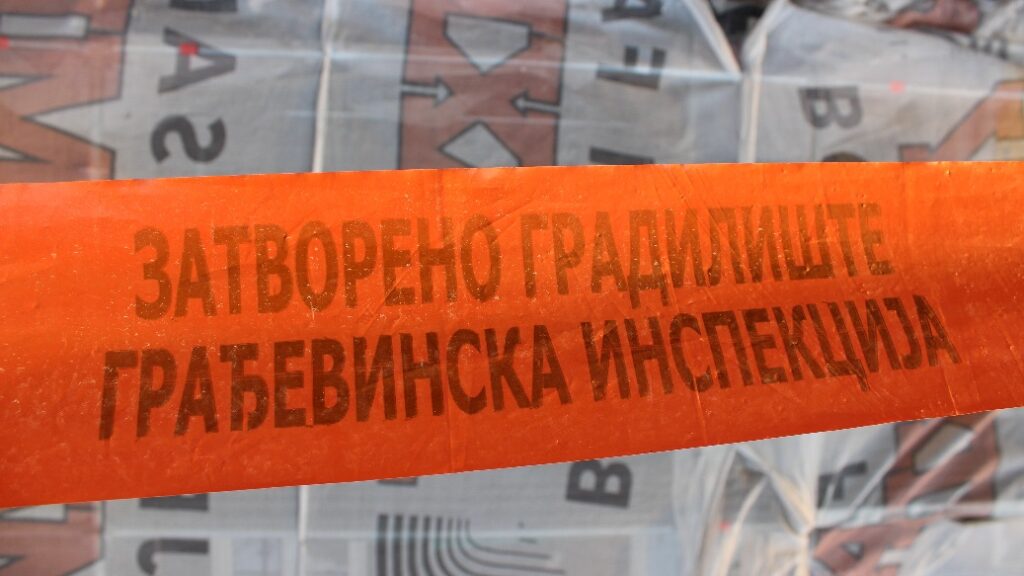 ЗАТВОРЕНО ГРАДИЛИШТЕ
ГРАЂЕВИНСКА ИНСПЕКЦИЈА